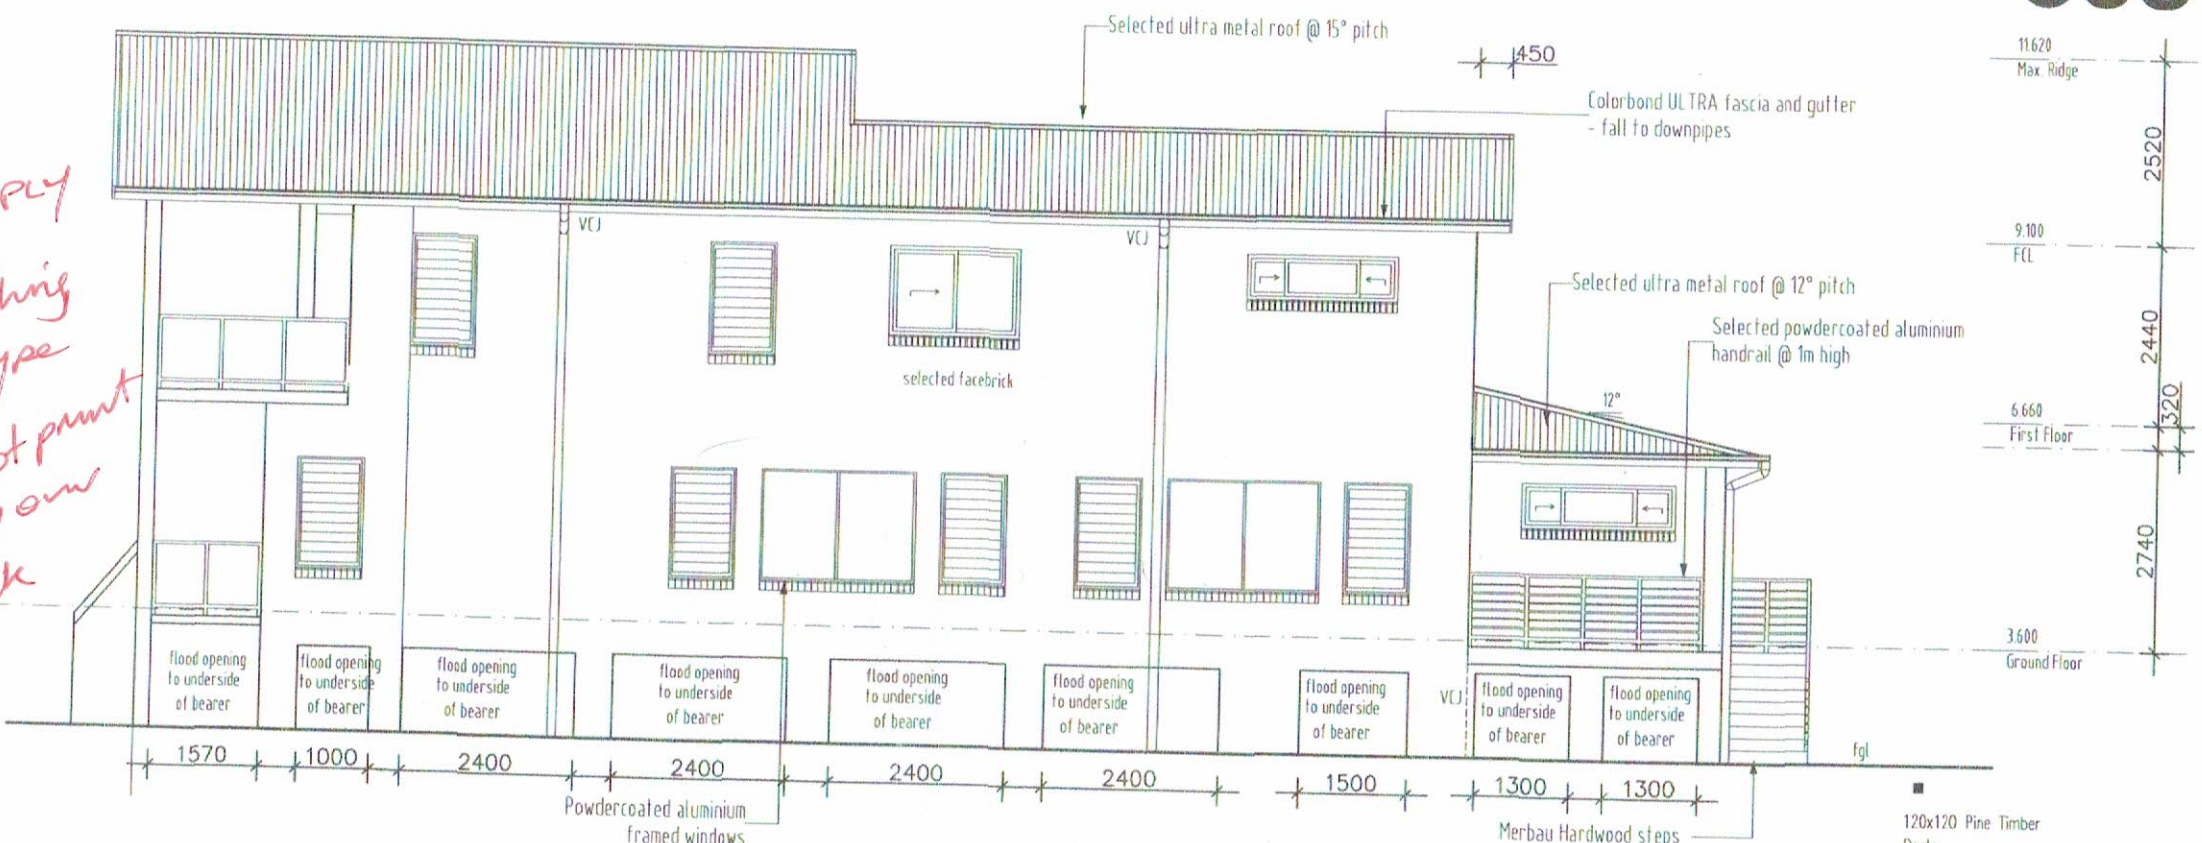 Selected ultra metal roof @ 15° pitch
450
11.620
Max. Ridge
Colorbond ULTRA fascia and gutter
- fall to downpipes
2520
PLY
VCJ
VCJ
9.100
FCL
Selected ultra metal roof @ 12° pitch
Selected powdercoated aluminium
handrail @ 1m high
2440
selected facebrick
12°
6.660
First Floor
320
2740
3.600
Ground Floor
flood opening
to underside
of bearer
flood opening
to underside
of bearer
flood opening
to underside
of bearer
flood opening
to underside
of bearer
flood opening
to underside
of bearer
flood opening
to underside
of bearer
flood opening
to underside
of bearer
VCJ
flood opening
to underside
of bearer
flood opening
to underside
of bearer
fgl
1570
1000
2400
2400
2400
2400
1500
1300
1300
Powdercoated aluminium
framed windows
Merbau Hardwood steps
120x120 Pine Timber